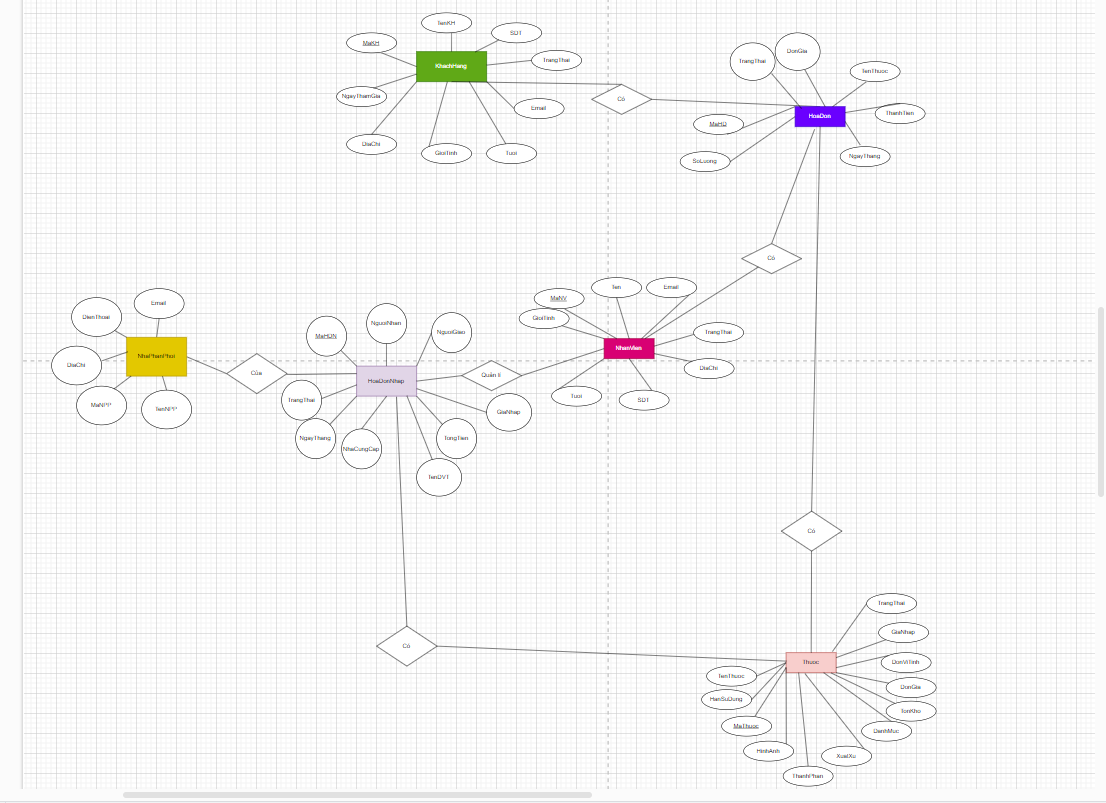 TenKH
SDT
MaKH
KhachHang
TrangThai
NgayThamGia
Email
DiaChi
GioiTinh
Tuoi
Có
TrangThai
DonGia
TenThuoc
ThanhTien
HoaDon
MaHD
SoLuong
NgayThang
Có
MaNV
Ten
Email
GioiTinh
TrangThai
NhanVien
DiaChi
Tuoi
SDT
Email
DienThoai
NhaPhanPhoi
DiaChi
MaNPP
TenNPP
Của
MaHDN
NguoiNhan
NguoiGiao
HoaDonNhap
Quản lí
TrangThai
GiaNhap
NgayThang
NhaCungCap
TongTien
TenDVT
Có
Có
TrangThai
GiaNhap
Thuoc
DonViTinh
TenThuoc
DonGia
HanSuDung
TonKho
MaThuoc
DanhMuc
HinhAnh
XuatXu
ThanhPhan